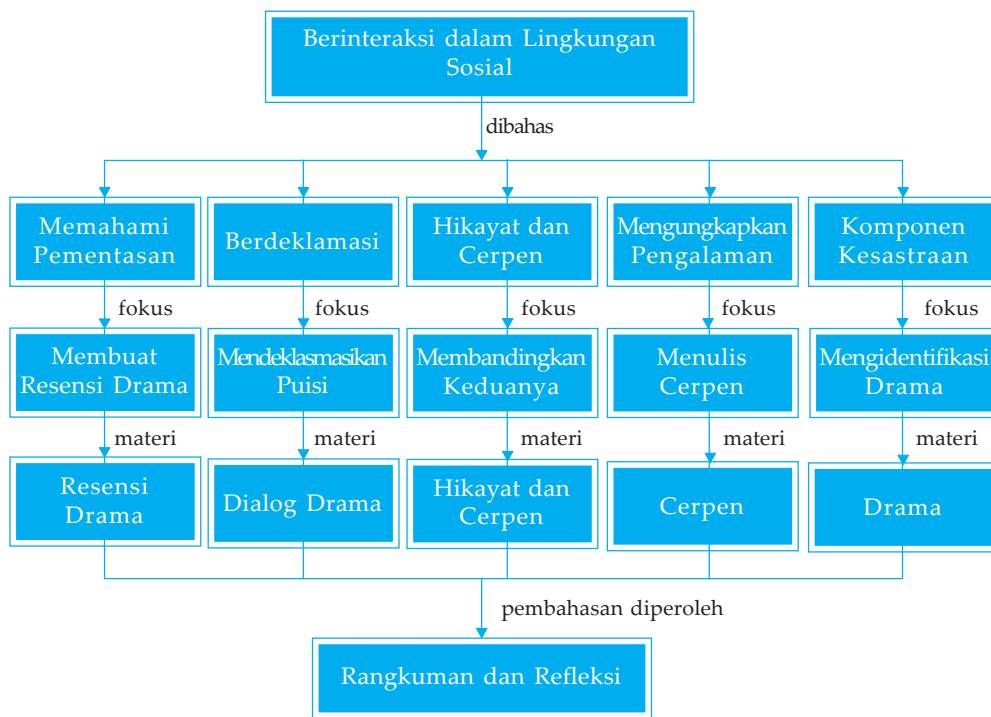 Berinteraksi dalam Lingkungan
Sosial
dibahas
Memahami
Pementasan
Berdeklamasi
Hikayat dan
Cerpen
Mengungkapkan
Pengalaman
Komponen
Kesastraan
fokus
fokus
fokus
fokus
fokus
Membuat
Resensi Drama
Mendeklasmasikan
Puisi
Membandingkan
Keduanya
Menulis
Cerpen
Mengidentifikasi
Drama
materi
materi
materi
materi
materi
Resensi
Drama
Dialog Drama
Hikayat dan
Cerpen
Cerpen
Drama
pembahasan diperoleh
Rangkuman dan Refleksi